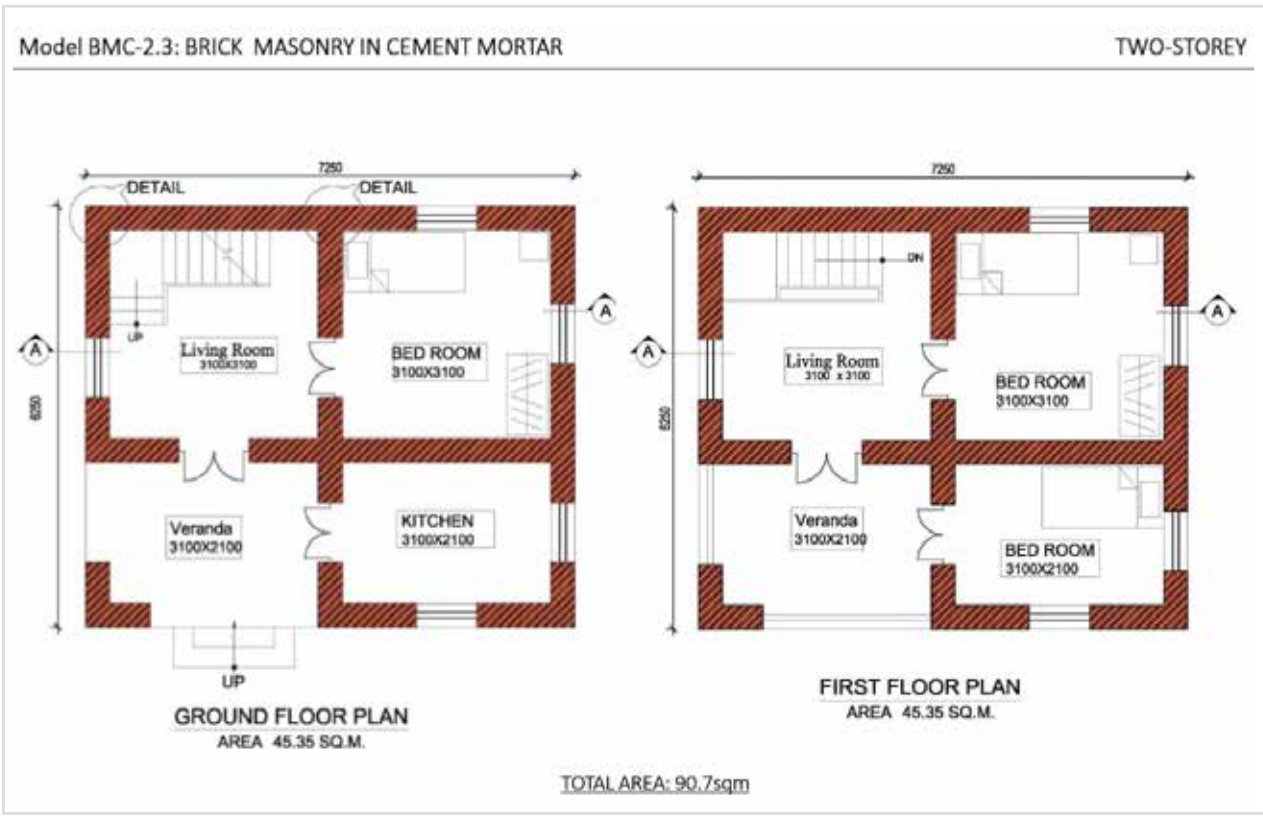 Model BMC-2.3: BRICK MASONRY IN CEMENT MORTAR
TWO-STOREY
7250
DETAIL
DETAIL
6250
A
A
UP
Living Room
3100X3100
BED ROOM
3100X3100
Veranda
3100X2100
KITCHEN
3100X2100
UP
GROUND FLOOR PLAN
AREA 45.35 SQ.M.
7250
6250
A
A
DN
Living Room
3100 x 3100
BED ROOM
3100X3100
Veranda
3100X2100
BED ROOM
3100X2100
FIRST FLOOR PLAN
AREA 45.35 SQ.M.
TOTAL AREA: 90.7sqm